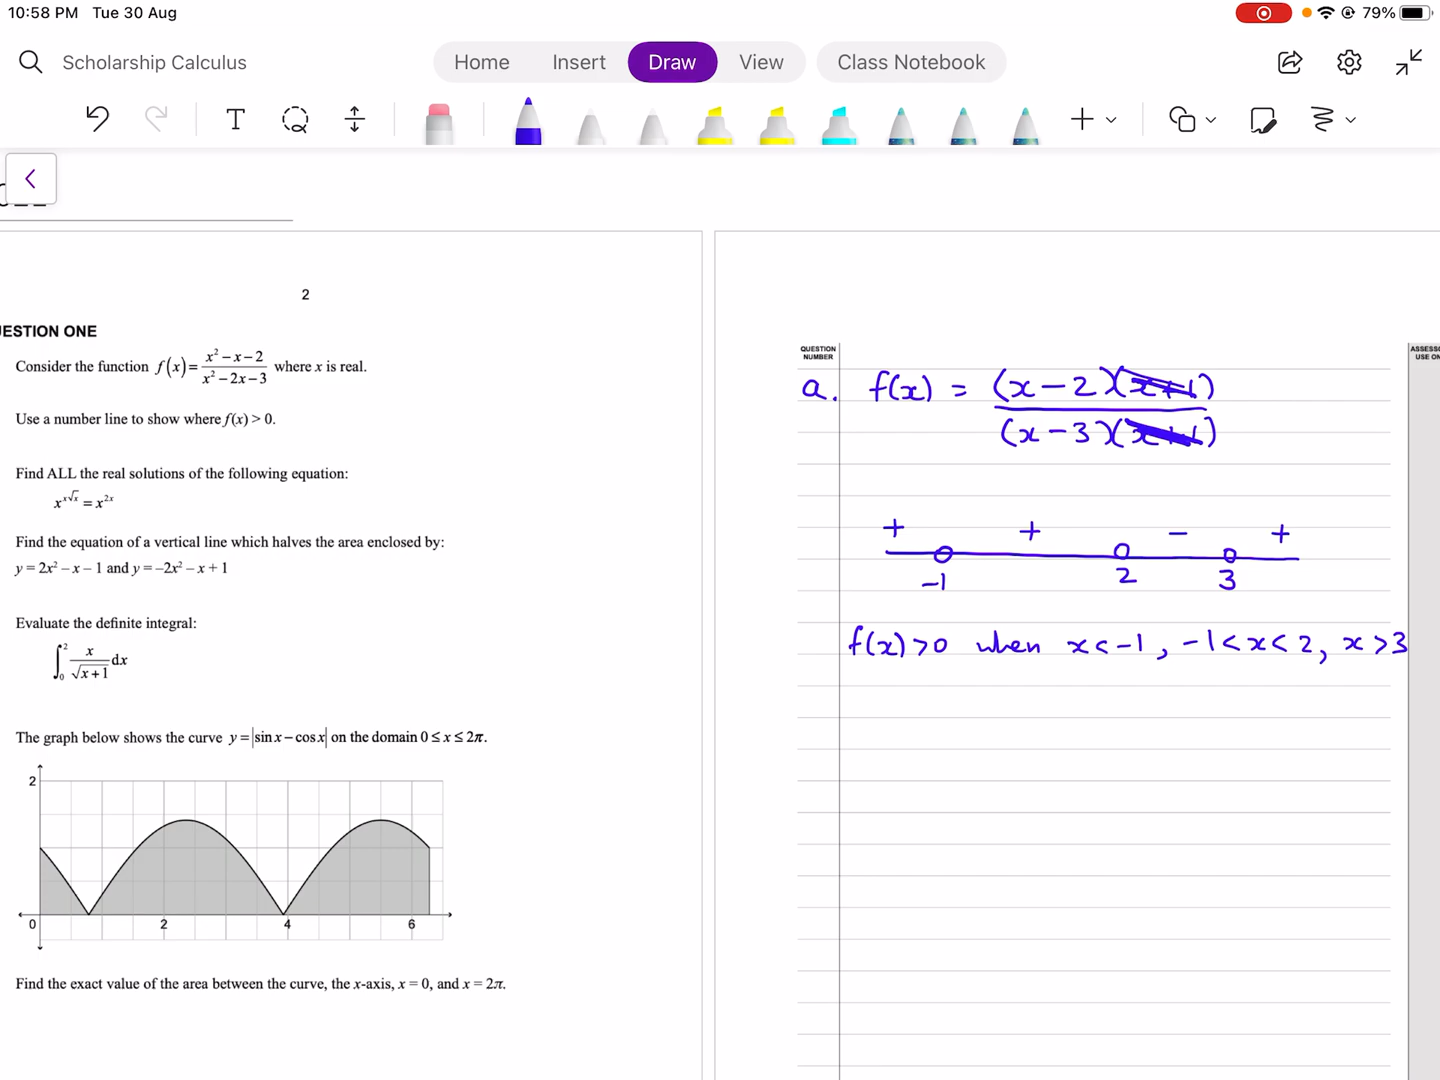 10:58 PM Tue 30 Aug
79%
Scholarship Calculus
Home Insert Draw View Class Notebook
T
2
ESTION ONE
Consider the function f(x) = (x² − x − 2)/(x² − 2x − 3) where x is real.
Use a number line to show where f(x) > 0.
Find ALL the real solutions of the following equation:
x^(x√x) = x^(2x)
Find the equation of a vertical line which halves the area enclosed by:
y = 2x² − x − 1 and y = −2x² − x + 1
Evaluate the definite integral:
∫₀² x/√(x+1) dx
The graph below shows the curve y = |sin x − cos x| on the domain 0 ≤ x ≤ 2π.
2
0 2 4 6
Find the exact value of the area between the curve, the x-axis, x = 0, and x = 2π.
QUESTION NUMBER
ASSESS
USE ON
a. f(x) = (x−2)(x+1)
(x−3)(x+1)
+ + − +
−1 2 3
f(x)>0 when x<−1, −1<x<2, x>3